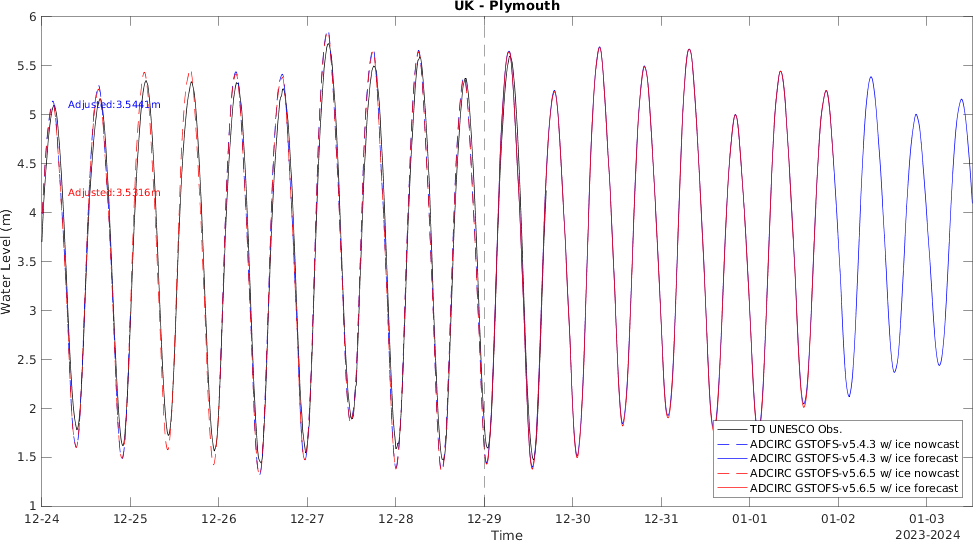 UK - Plymouth
6
5.5
5
4.5
4
3.5
3
2.5
2
1.5
1
Water Level (m)
Adjusted:3.5441m
Adjusted:3.5316m
TD UNESCO Obs.
ADCIRC GSTOFS-v5.4.3 w/ ice nowcast
ADCIRC GSTOFS-v5.4.3 w/ ice forecast
ADCIRC GSTOFS-v5.6.5 w/ ice nowcast
ADCIRC GSTOFS-v5.6.5 w/ ice forecast
12-24 12-25 12-26 12-27 12-28 12-29 12-30 12-31 01-01 01-02 01-03
Time
2023-2024